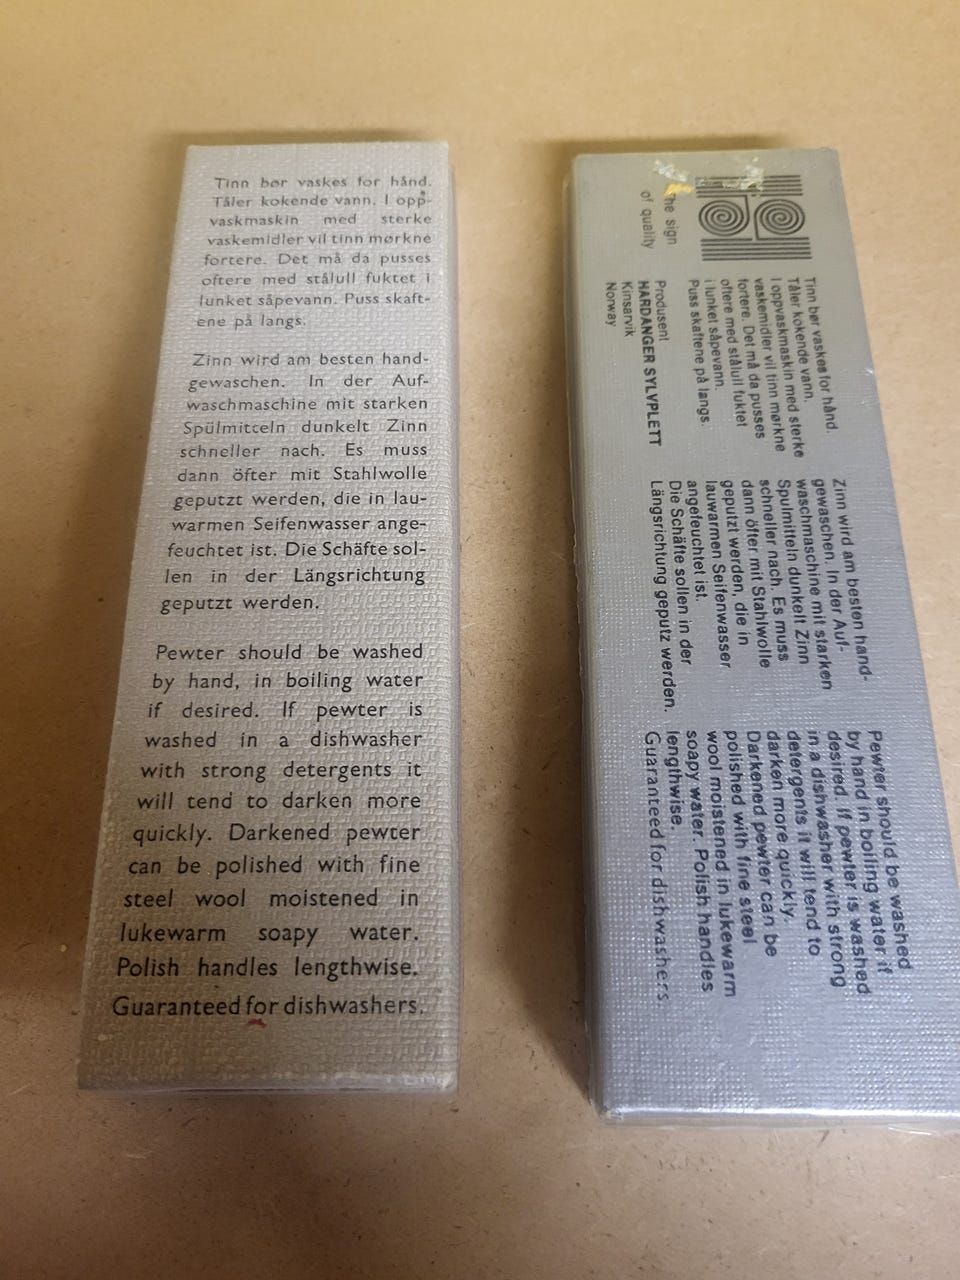 Tinn bør vaskes for hånd.
Tåler kokende vann. I opp-
vaskmaskin med sterke
vaskemidler vil tinn mørkne
fortere. Det må da pusses
oftere med stålull fuktet i
lunket såpevann. Puss skaft-
ene på langs.
Zinn wird am besten hand-
gewaschen. In der Auf-
waschmaschine mit starken
Spülmitteln dunkelt Zinn
schneller nach. Es muss
dann öfter mit Stahlwolle
geputzt werden, die in lau-
warmen Seifenwasser ange-
feuchtet ist. Die Schäfte sol-
len in der Längsrichtung
geputzt werden.
Pewter should be washed
by hand, in boiling water
if desired. If pewter is
washed in a dishwasher
with strong detergents it
will tend to darken more
quickly. Darkened pewter
can be polished with fine
steel wool moistened in
lukewarm soapy water.
Polish handles lengthwise.
Guaranteed for dishwashers.
The sign
of quality
Tinn bør vaskes for hånd.
Tåler kokende vann.
I oppvaskmaskin med sterke
vaskemidler vil tinn mørkne
fortere. Det må da pusses
oftere med stålull fuktet
i lunket såpevann.
Puss skaftene på langs.
Produsent
HARDANGER SYLVPLETT
Kinsarvik
Norway
Zinn wird am besten hand-
gewaschen. In der Auf-
waschmaschine mit starken
Spulmitteln dunkelt Zinn
schneller nach. Es muss
dann öfter mit Stahlwolle
geputzt werden, die in
lauwarmen Seifenwasser
angefeuchtet ist.
Die Schäfte sollen in der
Längsrichtung geputz werden.
Pewter should be washed
by hand in boiling water if
desired. If pewter is washed
in a dishwasher with strong
detergents it will tend to
darken more quickly.
Darkened pewter can be
polished with fine steel
wool moistened in lukewarm
soapy water. Polish handles
lengthwise.
Guaranteed for dishwashers.